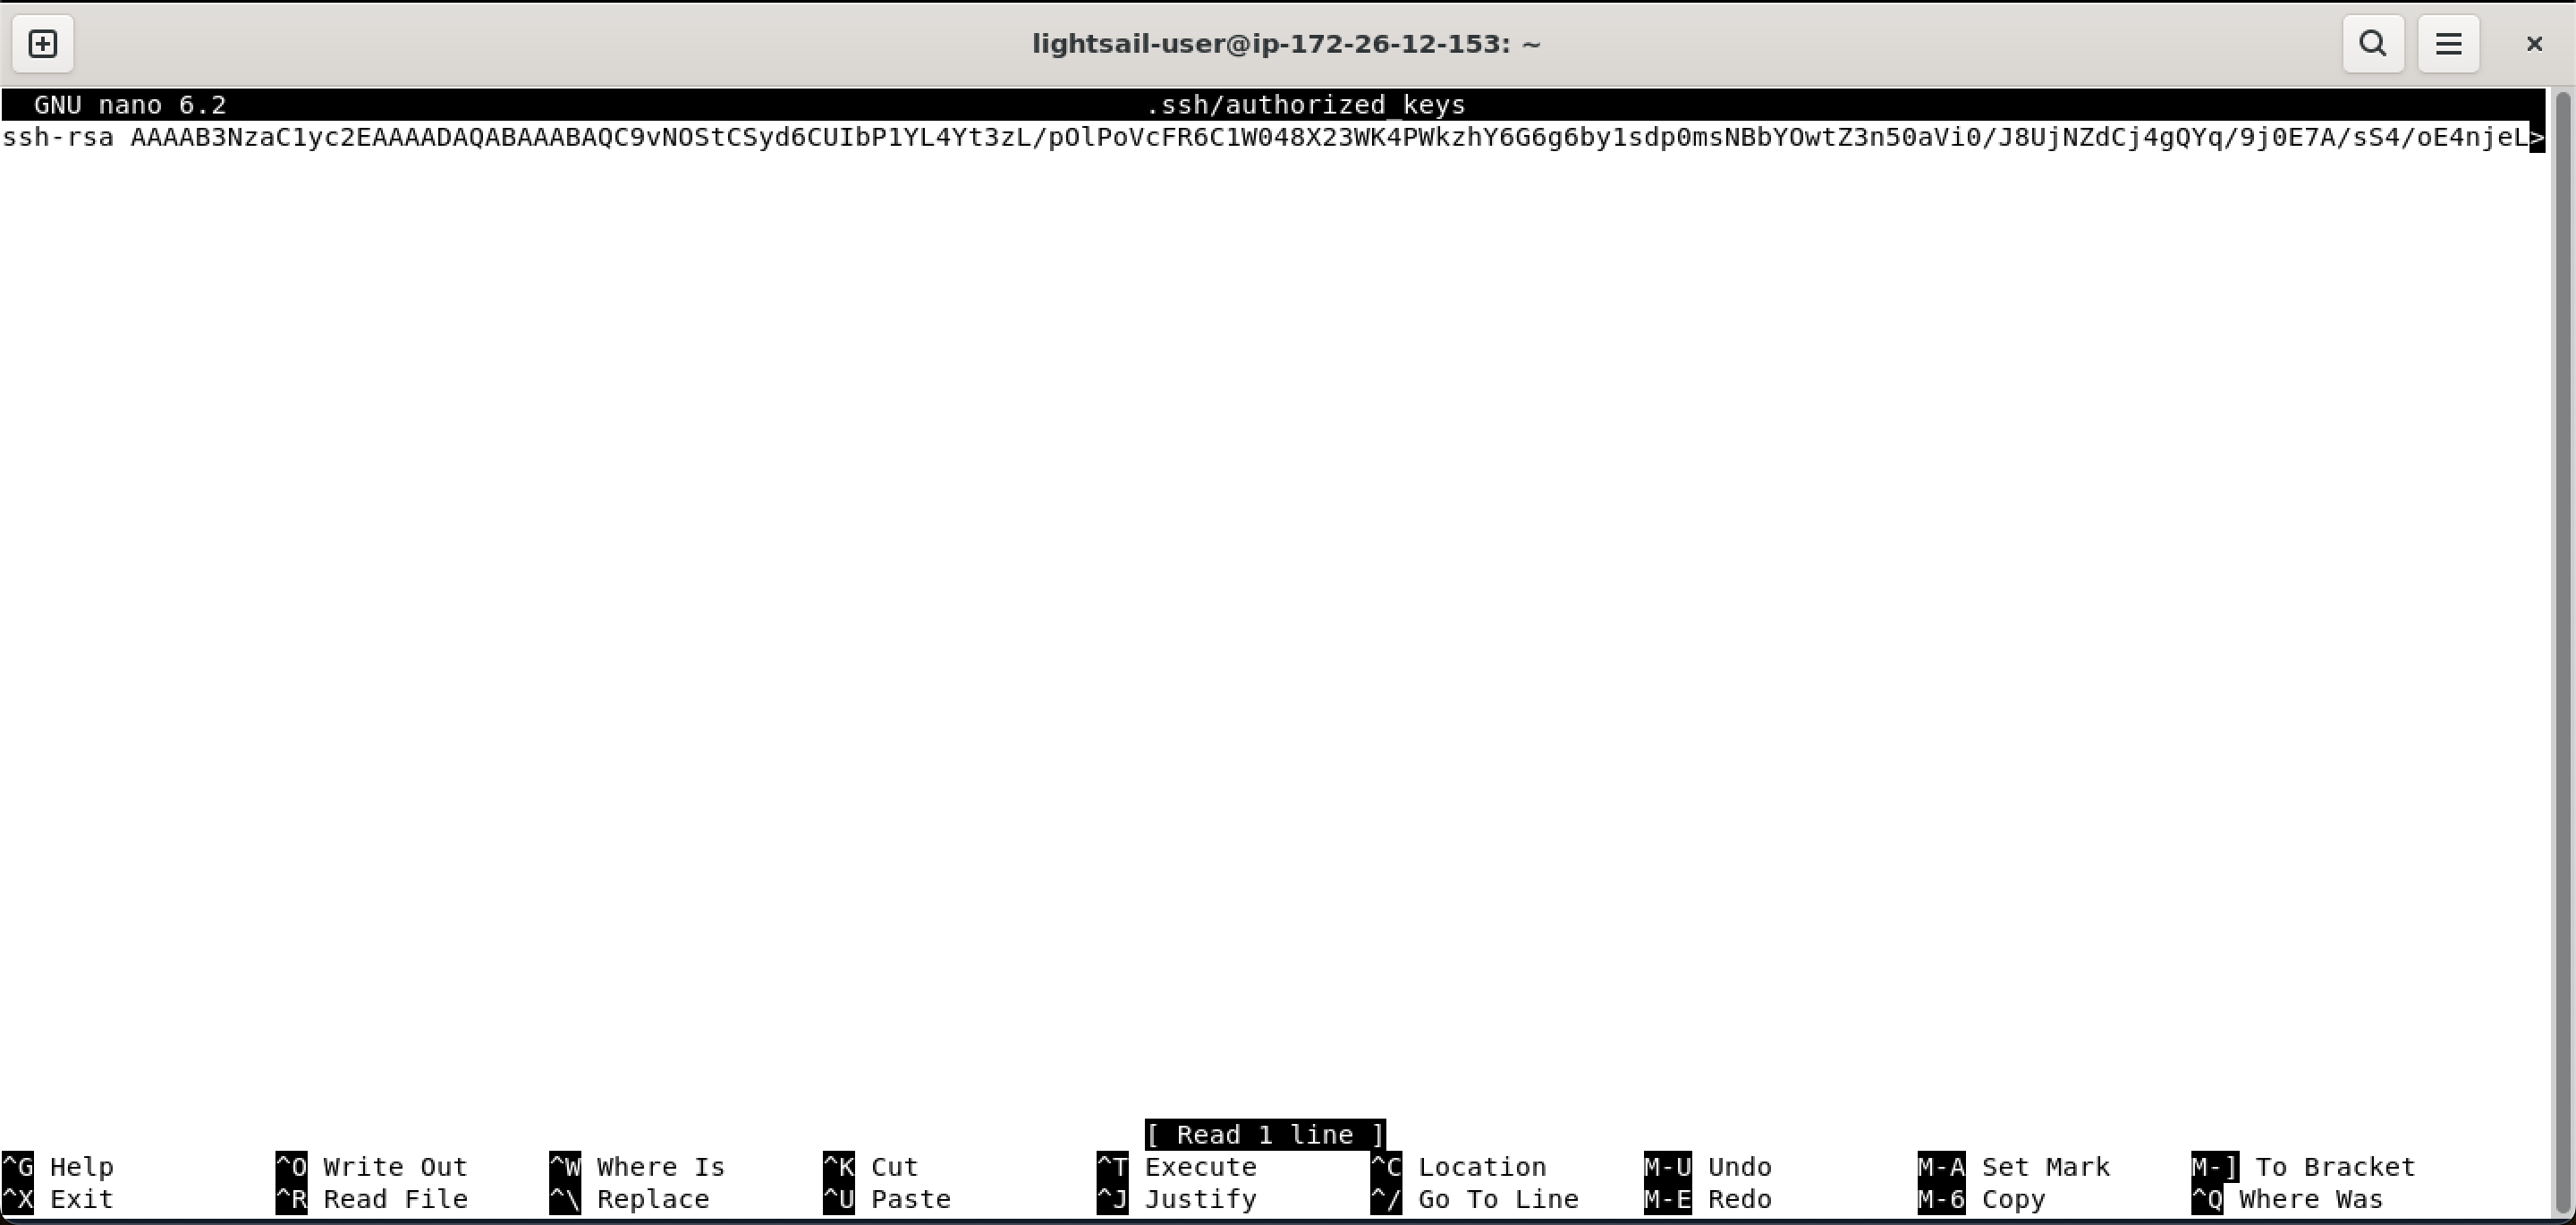 lightsail-user@ip-172-26-12-153: ~
GNU nano 6.2 .ssh/authorized_keys
ssh-rsa AAAAB3NzaC1yc2EAAAADAQABAAABAQC9vNOStCSyd6CUIbP1YL4Yt3zL/pOlPoVcFR6C1W048X23WK4PWkzhY6G6g6by1sdp0msNBbYOwtZ3n50aVi0/J8UjNZdCj4gQYq/9j0E7A/sS4/oE4njeL>
[ Read 1 line ]
^G Help ^O Write Out ^W Where Is ^K Cut ^T Execute ^C Location M-U Undo M-A Set Mark M-] To Bracket
^X Exit ^R Read File ^\ Replace ^U Paste ^J Justify ^/ Go To Line M-E Redo M-6 Copy ^Q Where Was